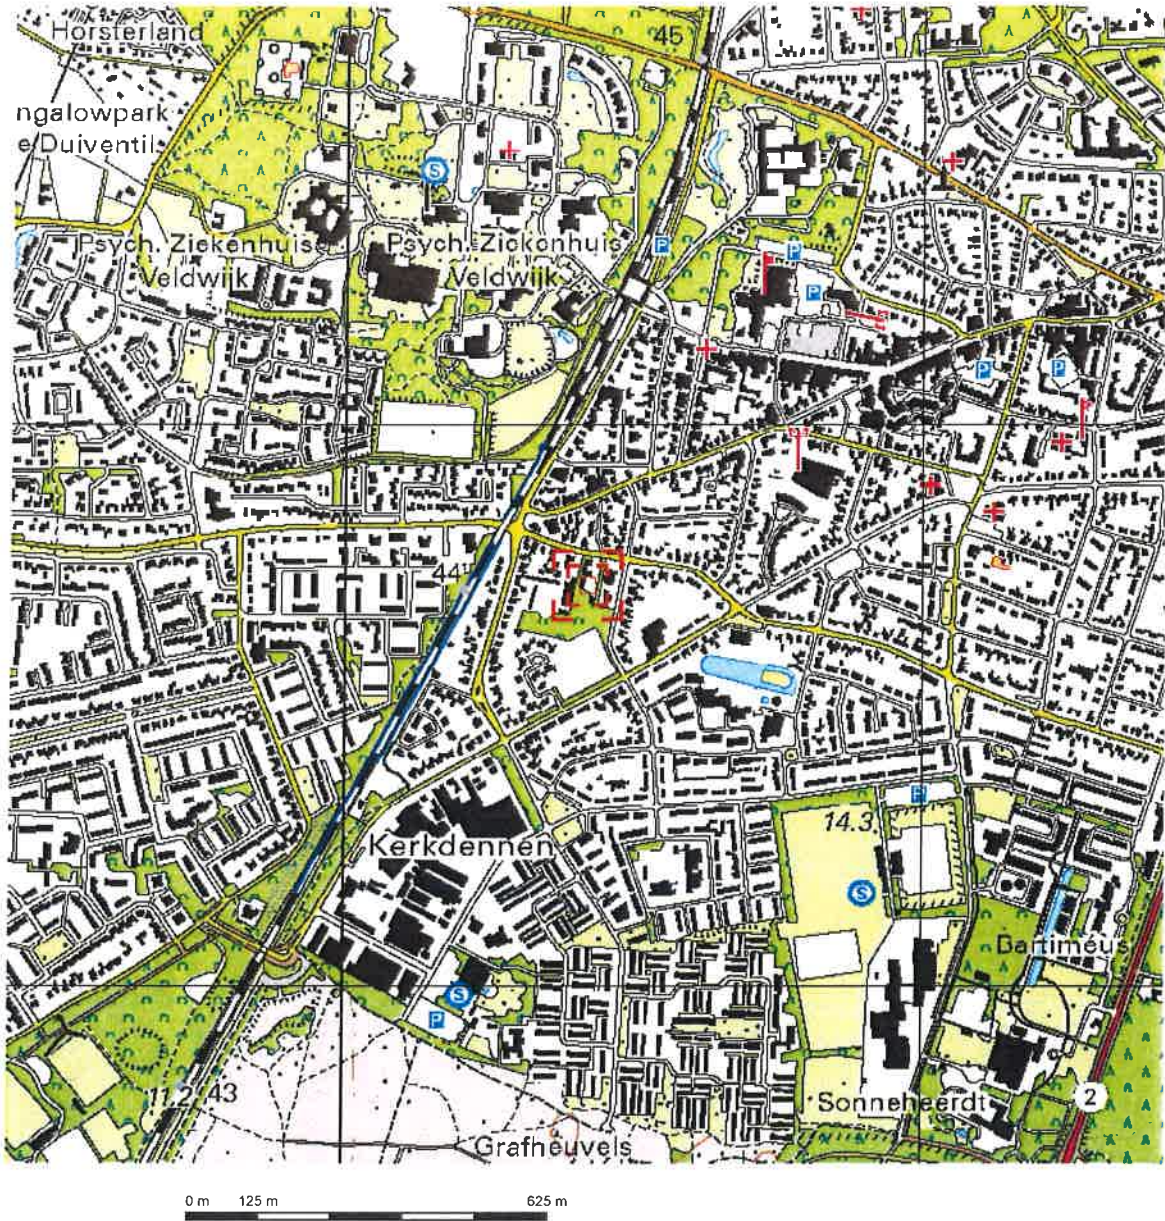 Horsterland
45
ngalowpark
e Duiventil
S
P
Psych. Ziekenhuis
Veldwijk
Psych. Ziekenhuis
Veldwijk
P
P
P
P
44
P
14.3
Kerkdennen
S
Bartiméus
S
P
11.2
43
2
Sonneheerdt
Grafheuvels
0 m 125 m 625 m